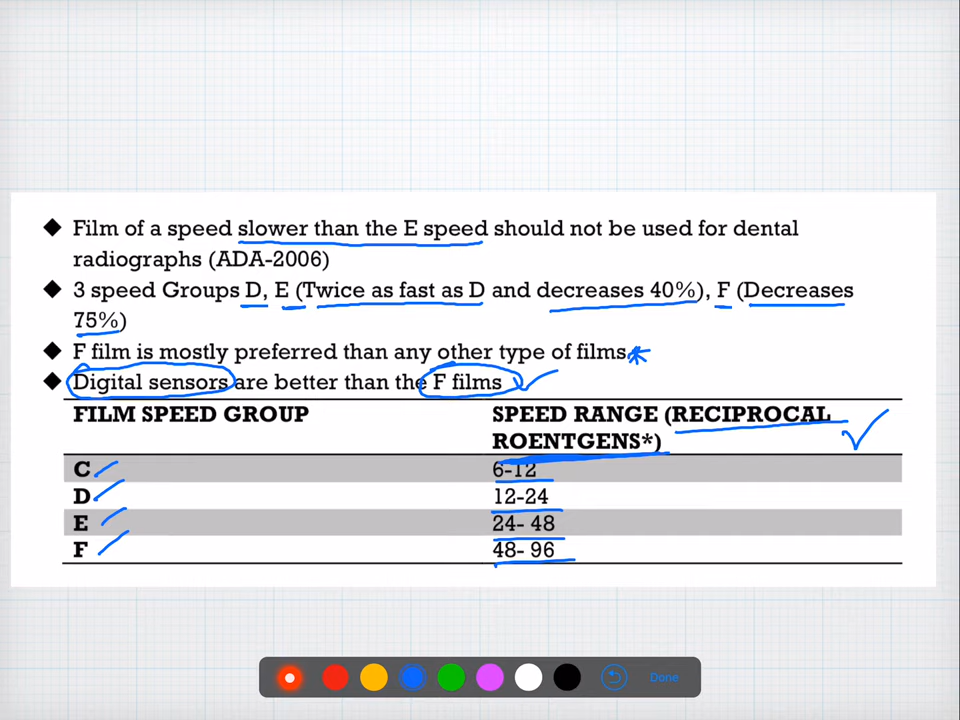 ◆ Film of a speed slower than the E speed should not be used for dental
radiographs (ADA-2006)
◆ 3 speed Groups D, E (Twice as fast as D and decreases 40%), F (Decreases
75%)
◆ F film is mostly preferred than any other type of films.
◆ Digital sensors are better than the F films
FILM SPEED GROUP SPEED RANGE (RECIPROCAL
ROENTGENS*)
C 6-12
D 12-24
E 24- 48
F 48- 96
Done